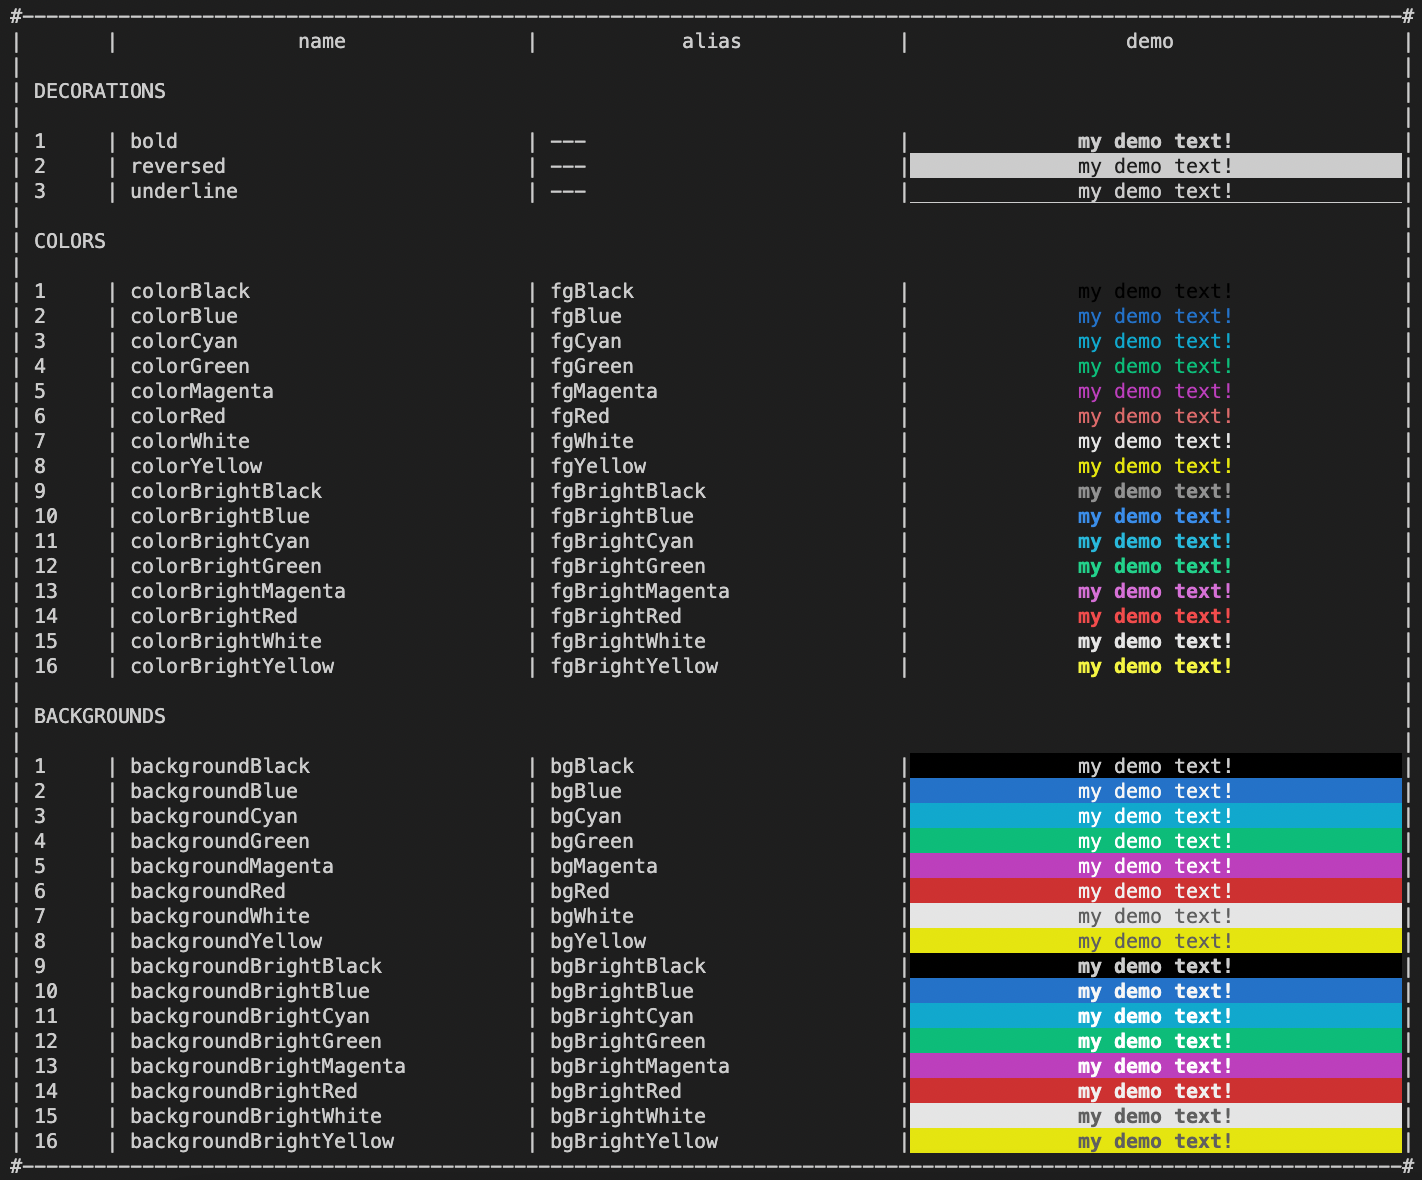 #-------------------------------------------------------------------------------------------------------------------#
| | name | alias | demo |
| |
| DECORATIONS |
| |
| 1 | bold | --- | my demo text! |
| 2 | reversed | --- | my demo text! |
| 3 | underline | --- | my demo text! |
| |
| COLORS |
| |
| 1 | colorBlack | fgBlack | my demo text! |
| 2 | colorBlue | fgBlue | my demo text! |
| 3 | colorCyan | fgCyan | my demo text! |
| 4 | colorGreen | fgGreen | my demo text! |
| 5 | colorMagenta | fgMagenta | my demo text! |
| 6 | colorRed | fgRed | my demo text! |
| 7 | colorWhite | fgWhite | my demo text! |
| 8 | colorYellow | fgYellow | my demo text! |
| 9 | colorBrightBlack | fgBrightBlack | my demo text! |
| 10 | colorBrightBlue | fgBrightBlue | my demo text! |
| 11 | colorBrightCyan | fgBrightCyan | my demo text! |
| 12 | colorBrightGreen | fgBrightGreen | my demo text! |
| 13 | colorBrightMagenta | fgBrightMagenta | my demo text! |
| 14 | colorBrightRed | fgBrightRed | my demo text! |
| 15 | colorBrightWhite | fgBrightWhite | my demo text! |
| 16 | colorBrightYellow | fgBrightYellow | my demo text! |
| |
| BACKGROUNDS |
| |
| 1 | backgroundBlack | bgBlack | my demo text! |
| 2 | backgroundBlue | bgBlue | my demo text! |
| 3 | backgroundCyan | bgCyan | my demo text! |
| 4 | backgroundGreen | bgGreen | my demo text! |
| 5 | backgroundMagenta | bgMagenta | my demo text! |
| 6 | backgroundRed | bgRed | my demo text! |
| 7 | backgroundWhite | bgWhite | my demo text! |
| 8 | backgroundYellow | bgYellow | my demo text! |
| 9 | backgroundBrightBlack | bgBrightBlack | my demo text! |
| 10 | backgroundBrightBlue | bgBrightBlue | my demo text! |
| 11 | backgroundBrightCyan | bgBrightCyan | my demo text! |
| 12 | backgroundBrightGreen | bgBrightGreen | my demo text! |
| 13 | backgroundBrightMagenta | bgBrightMagenta | my demo text! |
| 14 | backgroundBrightRed | bgBrightRed | my demo text! |
| 15 | backgroundBrightWhite | bgBrightWhite | my demo text! |
| 16 | backgroundBrightYellow | bgBrightYellow | my demo text! |
#-------------------------------------------------------------------------------------------------------------------#